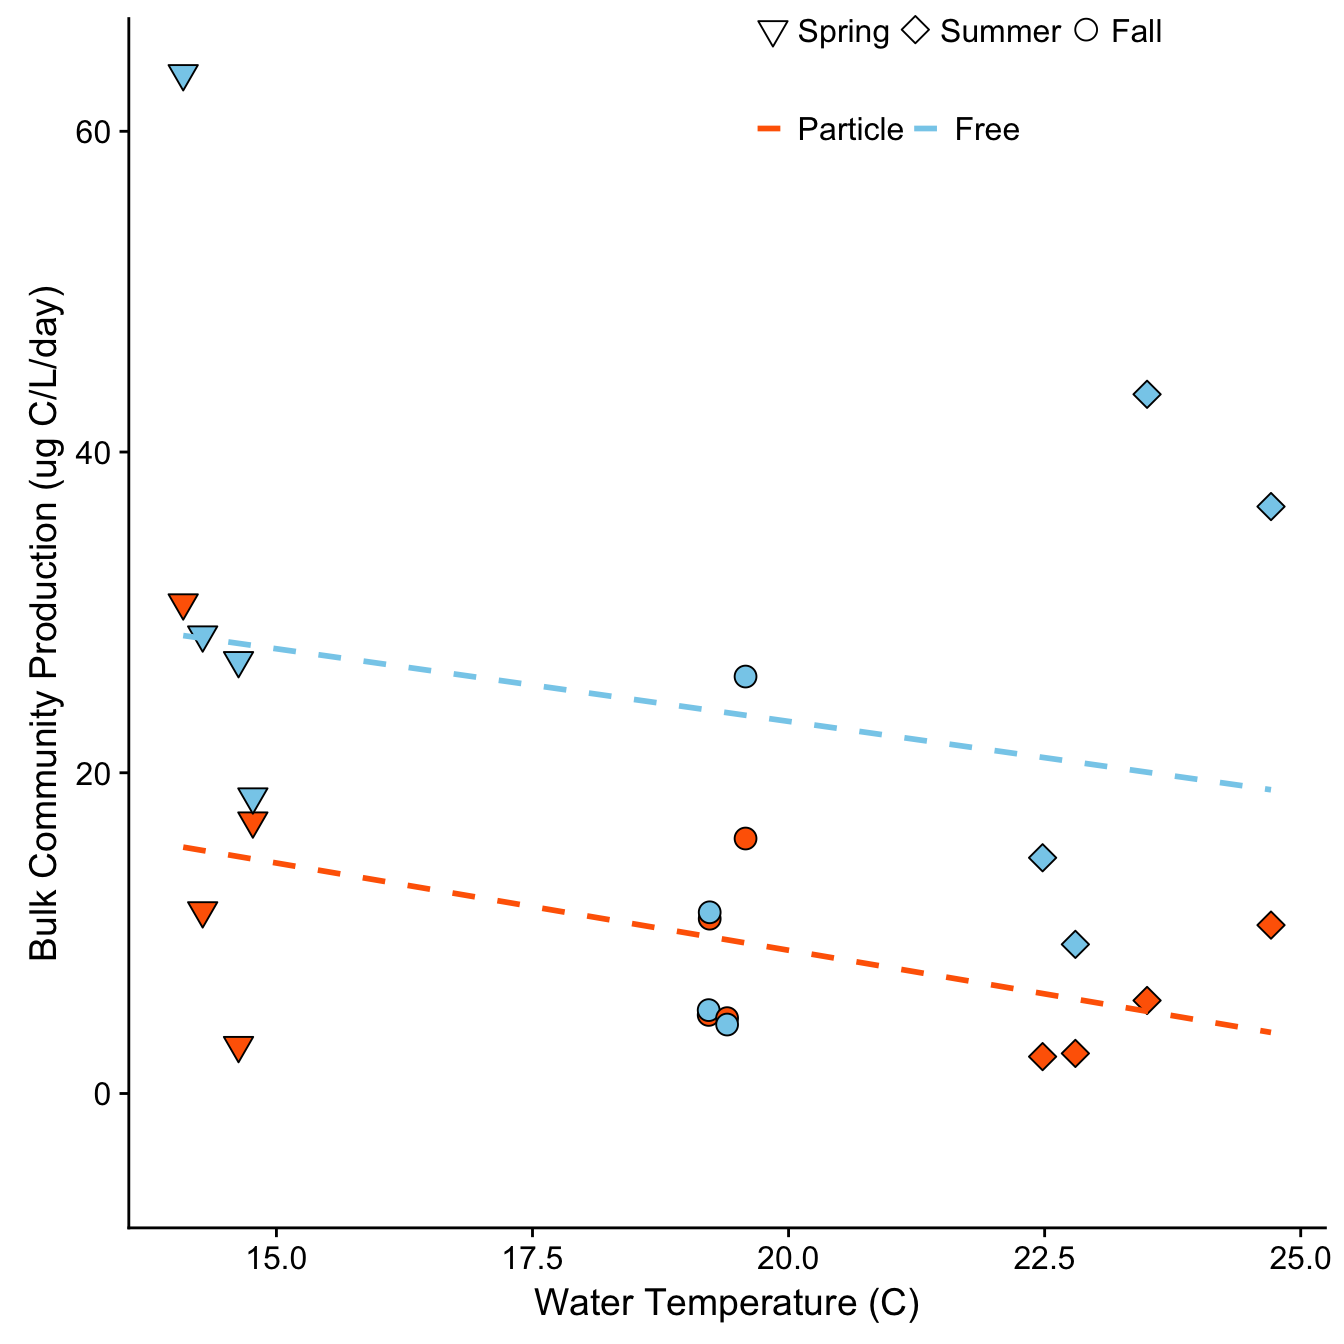 Spring Summer Fall
Particle Free
Bulk Community Production (ug C/L/day)
60
40
20
0
15.0 17.5 20.0 22.5 25.0
Water Temperature (C)